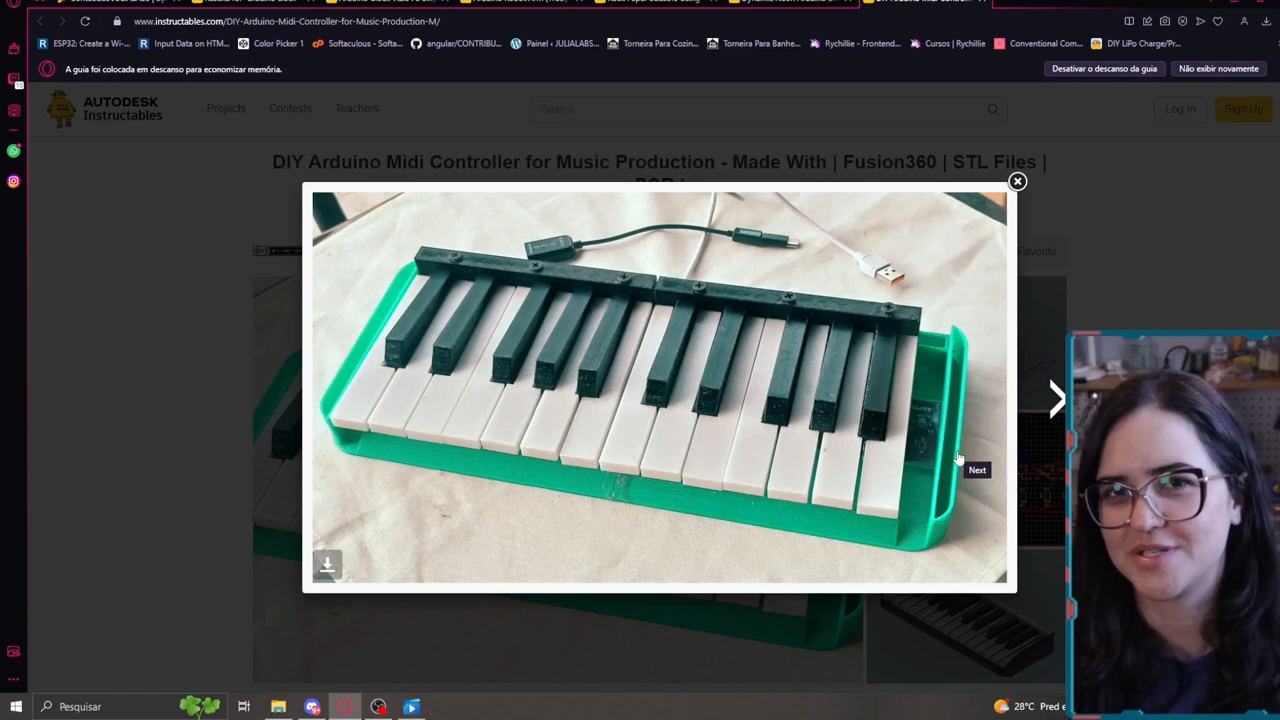 www.instructables.com/DIY-Arduino-Midi-Controller-for-Music-Production-M/
ESP32: Create a Wi-...
Input Data on HTM...
Color Picker 1
Softaculous - Softa...
angular/CONTRIBU...
Painel ‹ JULIALABS...
Torneira Para Cozin...
Torneira Para Banhe...
Rychillie - Frontend...
Cursos | Rychillie
Conventional Com...
DIY LiPo Charge/Pr...
A guia foi colocada em descanso para economizar memória.
Desativar o descanso da guia
Não exibir novamente
10
AUTODESK
Instructables
Projects
Contests
Teachers
Search
Log In
Sign Up
DIY Arduino Midi Controller for Music Production - Made With | Fusion360 | STL Files |
Favorite
Next
Pesquisar
28°C Pred e